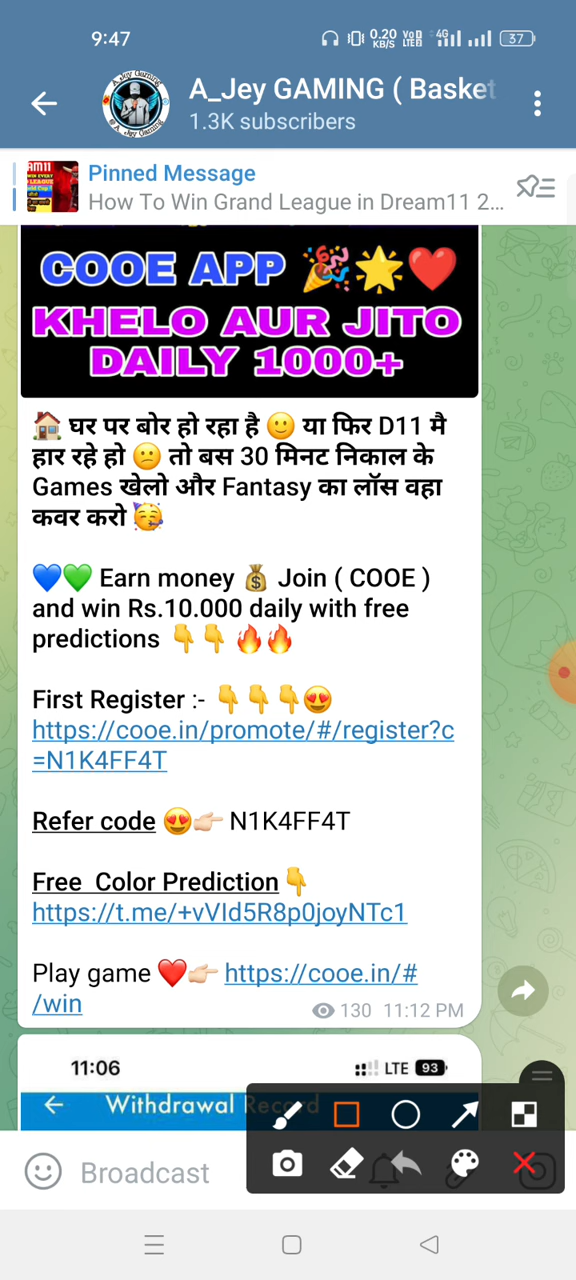 9:47
0.20 KB/S
VoD LTED
4G
37
A_Jey GAMING ( Basket
1.3K subscribers
Pinned Message
How To Win Grand League in Dream11 2...
COOE APP 🎉🌟❤️
KHELO AUR JITO
DAILY 1000+
🏠 घर पर बोर हो रहा है 🙂 या फिर D11 मै
हार रहे हो 😕 तो बस 30 मिनट निकाल के
Games खेलो और Fantasy का लॉस वहा
कवर करो 🥳
💙💚 Earn money 💰 Join ( COOE )
and win Rs.10.000 daily with free
predictions 👇👇🔥🔥
First Register :- 👇👇👇😍
https://cooe.in/promote/#/register?c
=N1K4FF4T
Refer code 😍👉🏻 N1K4FF4T
Free Color Prediction 👇
https://t.me/+vVId5R8p0joyNTc1
Play game ❤️👉🏻 https://cooe.in/#
/win
130 11:12 PM
11:06
LTE 93
Withdrawal Record
Broadcast